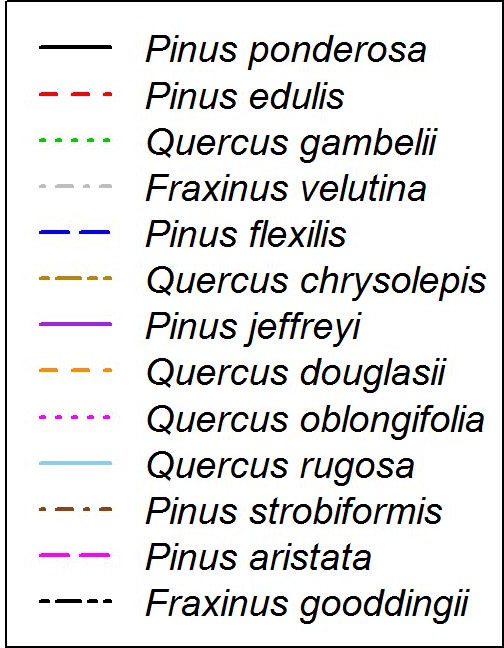 Pinus ponderosa
Pinus edulis
Quercus gambelii
Fraxinus velutina
Pinus flexilis
Quercus chrysolepis
Pinus jeffreyi
Quercus douglasii
Quercus oblongifolia
Quercus rugosa
Pinus strobiformis
Pinus aristata
Fraxinus gooddingii